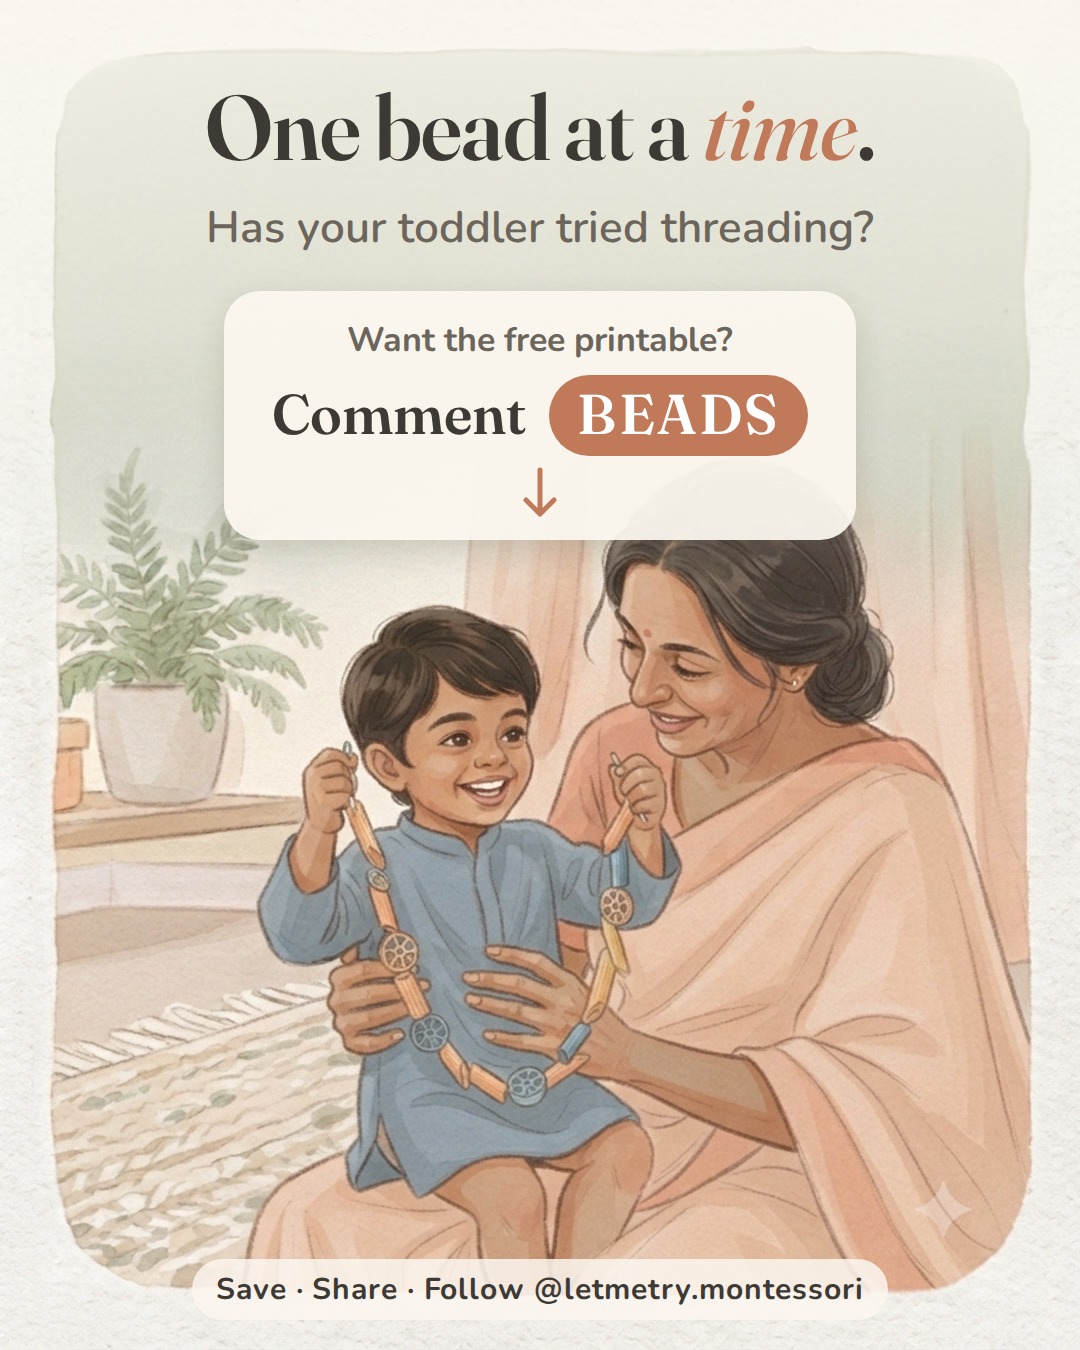 One bead at a time.
Has your toddler tried threading?
Want the free printable?
Comment BEADS
Save · Share · Follow @letmetry.montessori